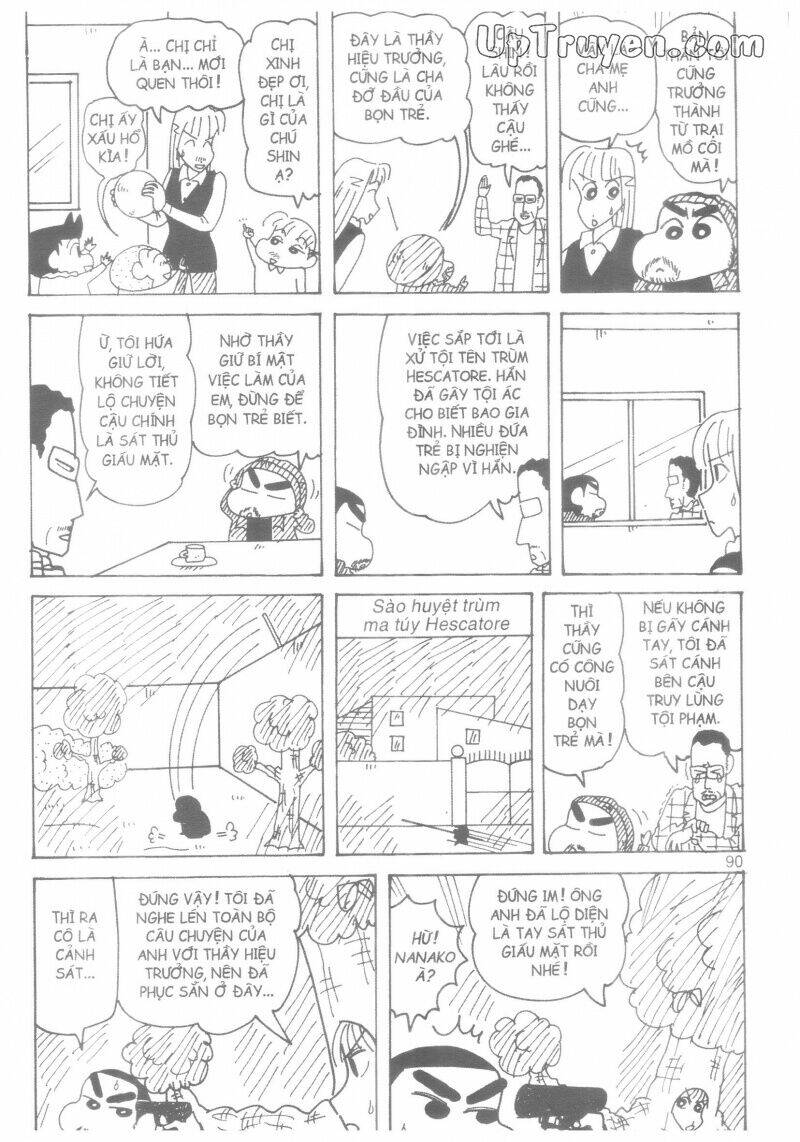 UpTruyen.com
BẢN
THÂN TÔI
CŨNG
TRƯỞNG
THÀNH
TỪ TRẠI
MỒ CÔI
MÀ!
VẬY LÀ
CHA MẸ
ANH
CŨNG...
LÂU RỒI
KHÔNG
THẤY
CẬU
GHÉ...
ĐÂY LÀ THẦY
HIỆU TRƯỞNG,
CŨNG LÀ CHA
ĐỠ ĐẦU CỦA
BỌN TRẺ.
CHỊ
XINH
ĐẸP ƠI,
CHỊ LÀ
GÌ CỦA
CHÚ
SHIN
Ạ?
À... CHỊ CHỈ
LÀ BẠN... MỚI
QUEN THÔI!
CHỊ ẤY
XẤU HỔ
KÌA!
VIỆC SẮP TỚI LÀ
XỬ TỘI TÊN TRÙM
HESCATORE. HẮN
ĐÃ GÂY TỘI ÁC
CHO BIẾT BAO GIA
ĐÌNH. NHIỀU ĐỨA
TRẺ BỊ NGHIỆN
NGẬP VÌ HẮN.
NHỜ THẦY
GIỮ BÍ MẬT
VIỆC LÀM CỦA
EM, ĐỪNG ĐỂ
BỌN TRẺ BIẾT.
Ừ, TÔI HỨA
GIỮ LỜI,
KHÔNG TIẾT
LỘ CHUYỆN
CẬU CHÍNH
LÀ SÁT THỦ
GIẤU MẶT.
NẾU KHÔNG
BỊ GÃY CÁNH
TAY, TÔI ĐÃ
SÁT CÁNH
BÊN CẬU
TRUY LÙNG
TỘI PHẠM.
THÌ
THẦY
CŨNG
CÓ CÔNG
NUÔI
DẠY
BỌN
TRẺ MÀ!
Sào huyệt trùm
ma túy Hescatore
90
ĐỨNG IM! ÔNG
ANH ĐÃ LỘ DIỆN
LÀ TAY SÁT THỦ
GIẤU MẶT RỒI
NHÉ!
HỪ!
NANAKO
À?
ĐÚNG VẬY! TÔI ĐÃ
NGHE LÉN TOÀN BỘ
CÂU CHUYỆN CỦA
ANH VỚI THẦY HIỆU
TRƯỞNG, NÊN ĐÃ
PHỤC SẴN Ở ĐÂY...
THÌ RA
CÔ LÀ
CẢNH
SÁT...